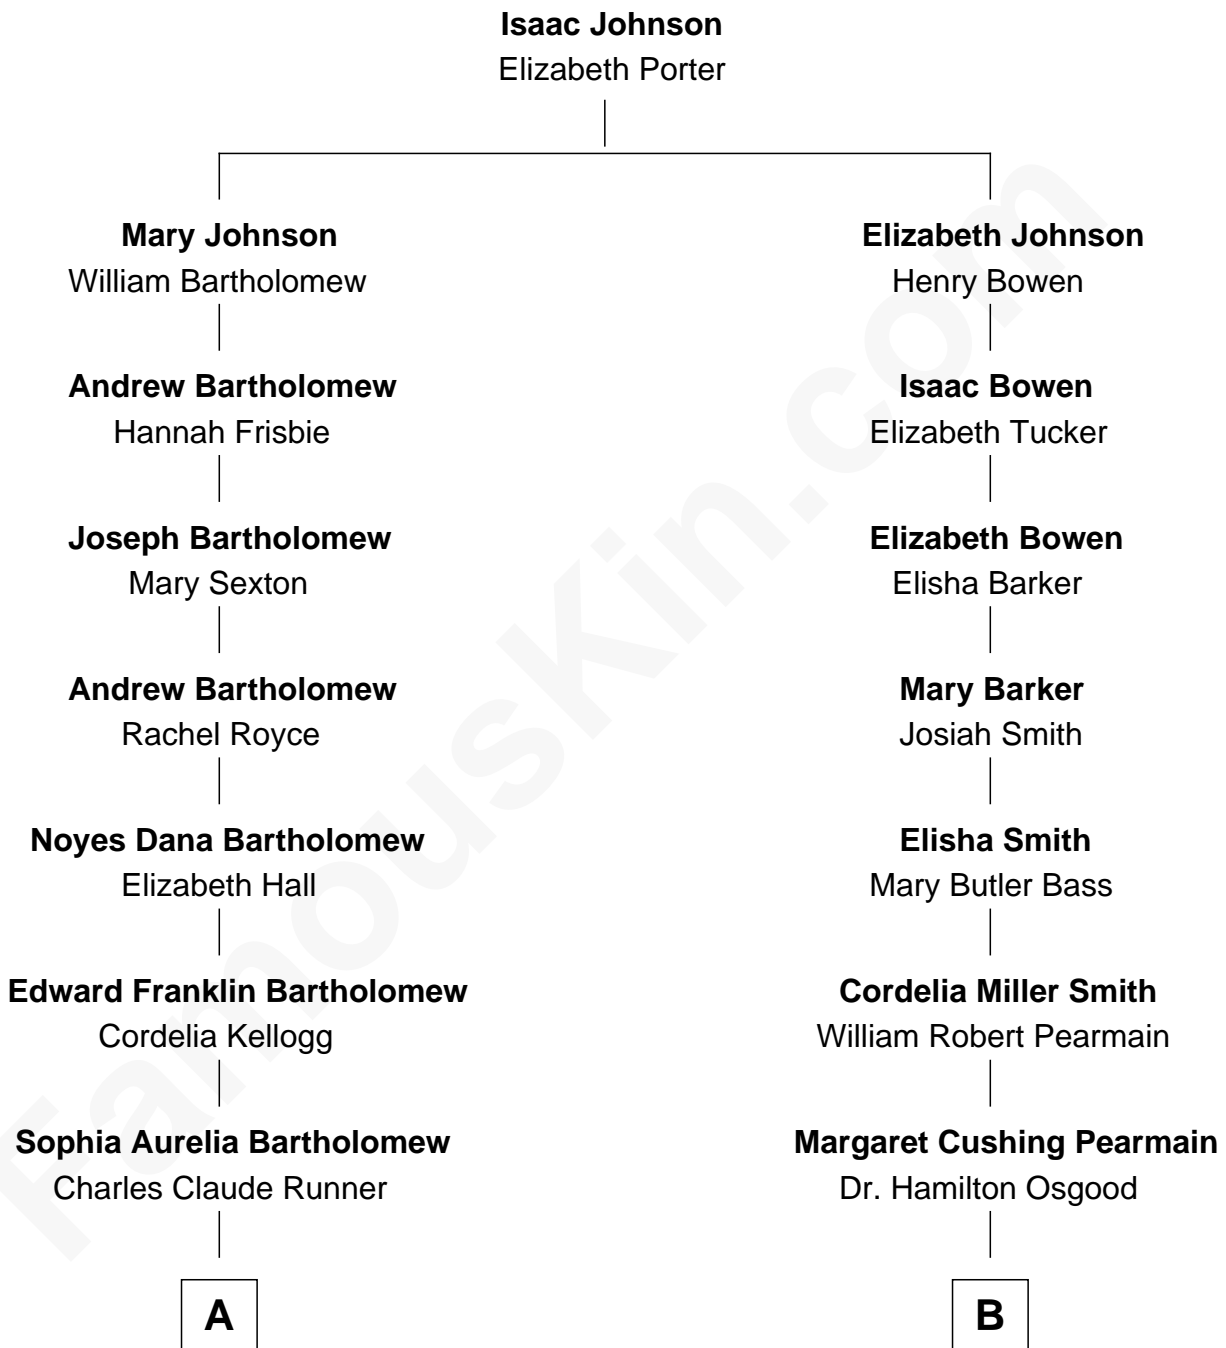 Isaac Johnson
Elizabeth Porter
Mary Johnson
William Bartholomew
Andrew Bartholomew
Hannah Frisbie
Joseph Bartholomew
Mary Sexton
Andrew Bartholomew
Rachel Royce
Noyes Dana Bartholomew
Elizabeth Hall
Edward Franklin Bartholomew
Cordelia Kellogg
Sophia Aurelia Bartholomew
Charles Claude Runner
A
Elizabeth Johnson
Henry Bowen
Isaac Bowen
Elizabeth Tucker
Elizabeth Bowen
Elisha Barker
Mary Barker
Josiah Smith
Elisha Smith
Mary Butler Bass
Cordelia Miller Smith
William Robert Pearmain
Margaret Cushing Pearmain
Dr. Hamilton Osgood
B
FamousKin.com